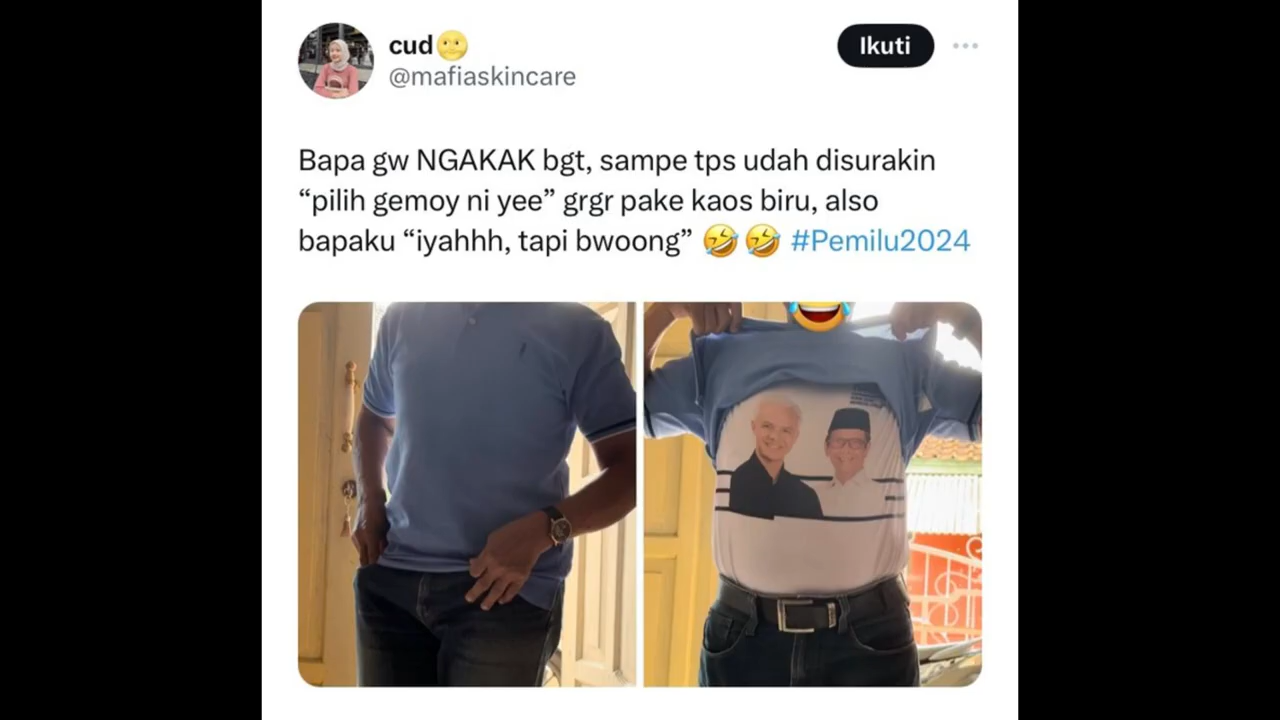 cud🌝
@mafiaskincare
Ikuti
Bapa gw NGAKAK bgt, sampe tps udah disurakin
“pilih gemoy ni yee” grgr pake kaos biru, also
bapaku “iyahhh, tapi bwoong” 🤣🤣 #Pemilu2024